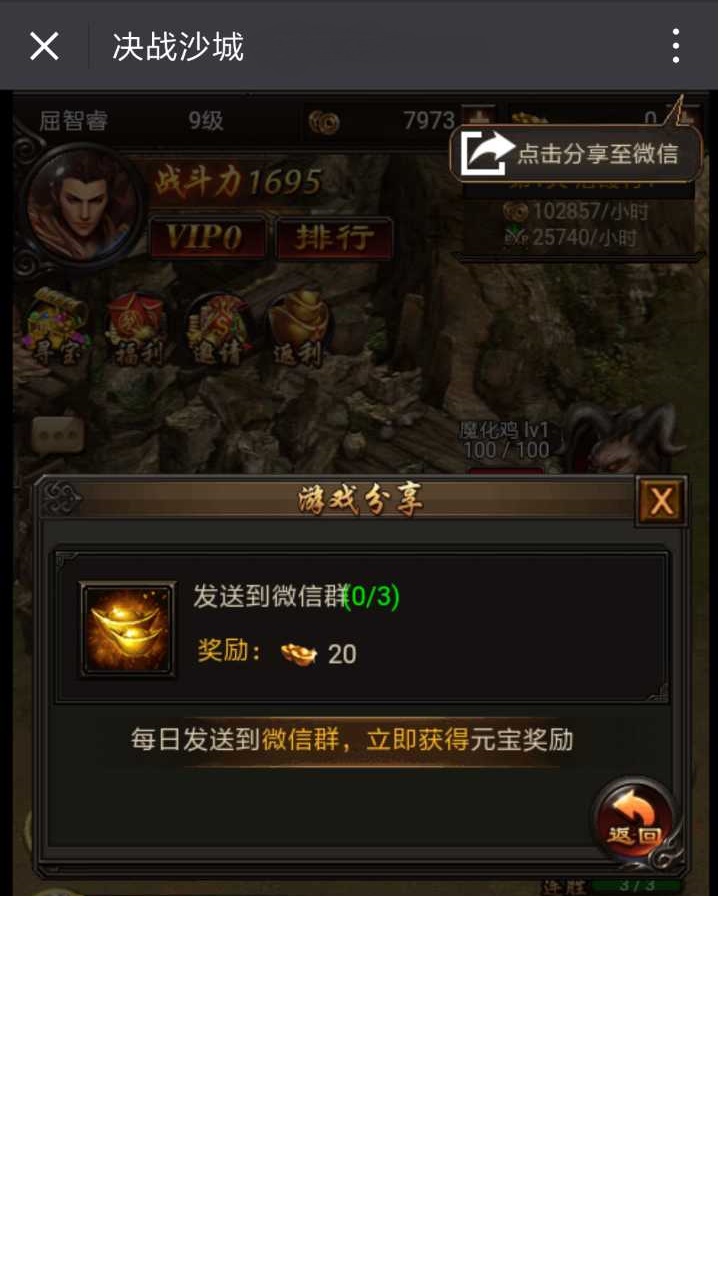 决战沙城
屈智睿 9级 7973 0
点击分享至微信
战斗力1695
102857/小时
VIP0 排行
EXP 25740/小时
寻宝 福利 邀请 返利
魔化鸡 lv1
100 / 100
游戏分享
X
发送到微信群(0/3)
奖励： 20
每日发送到微信群，立即获得元宝奖励
返回
连胜 3 / 3